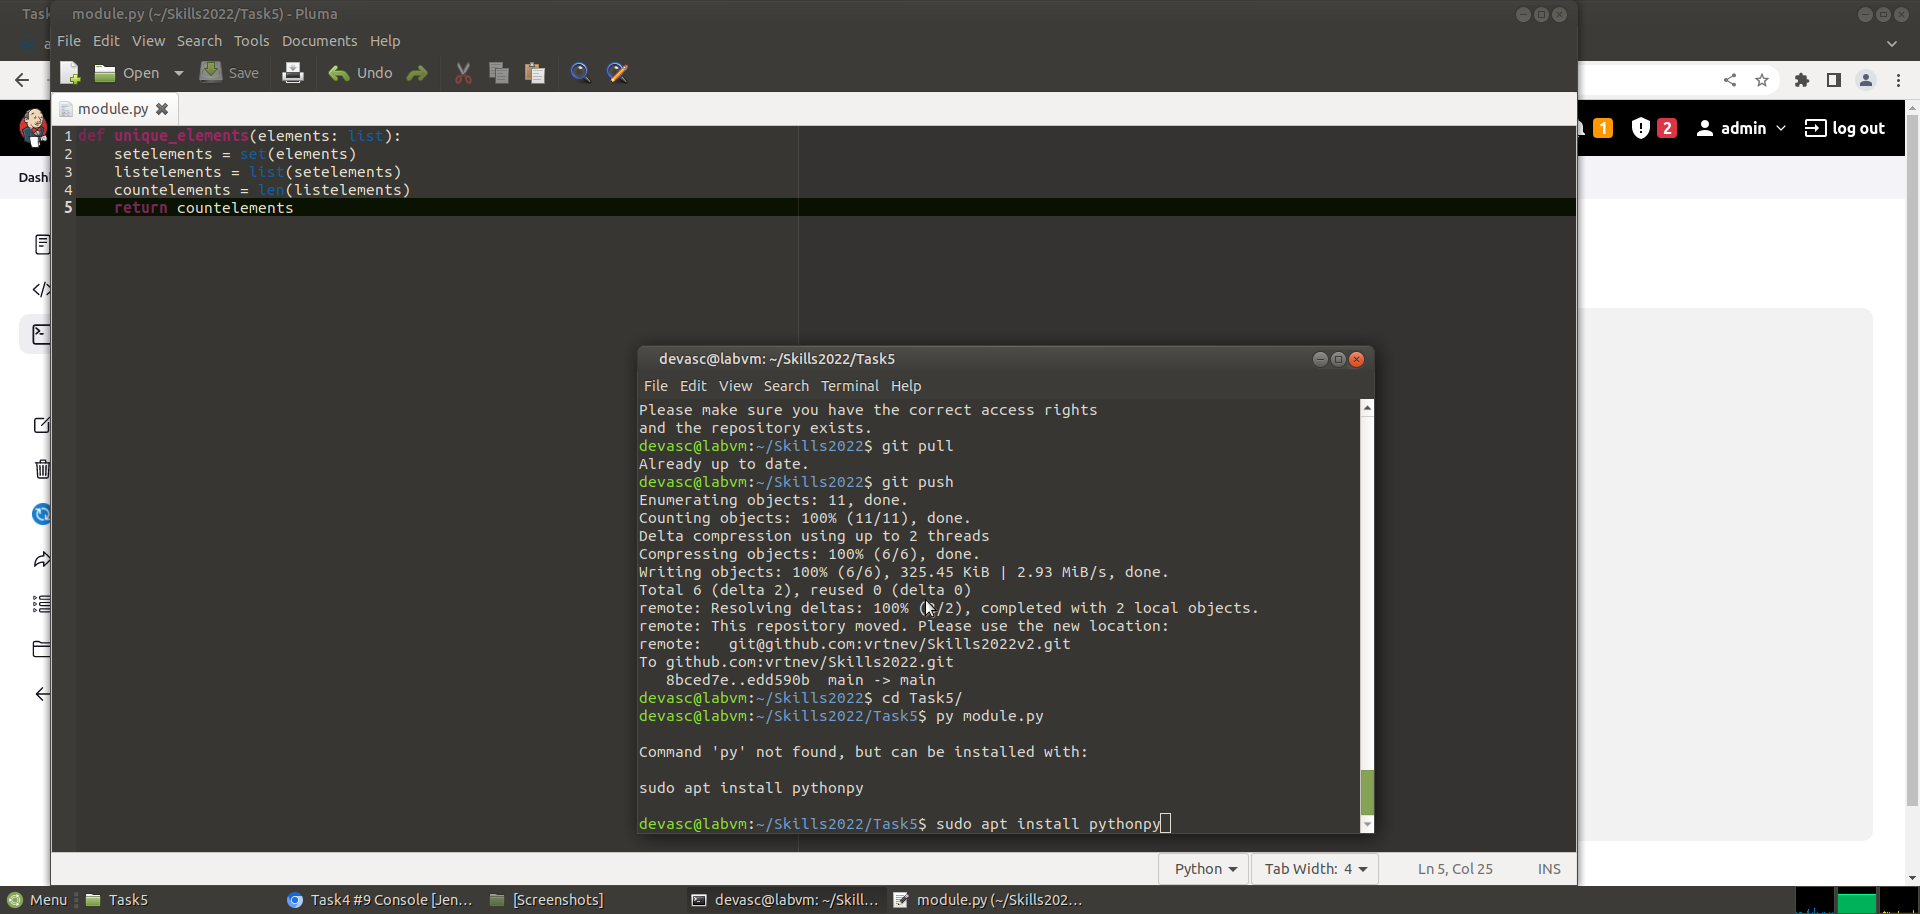 Task
module.py (~/Skills2022/Task5) - Pluma
File Edit View Search Tools Documents Help
Open Save Undo
module.py
1 def unique_elements(elements: list):
2     setelements = set(elements)
3     listelements = list(setelements)
4     countelements = len(listelements)
5     return countelements
1 2 admin log out
Dash
devasc@labvm: ~/Skills2022/Task5
File Edit View Search Terminal Help
Please make sure you have the correct access rights
and the repository exists.
devasc@labvm:~/Skills2022$ git pull
Already up to date.
devasc@labvm:~/Skills2022$ git push
Enumerating objects: 11, done.
Counting objects: 100% (11/11), done.
Delta compression using up to 2 threads
Compressing objects: 100% (6/6), done.
Writing objects: 100% (6/6), 325.45 KiB | 2.93 MiB/s, done.
Total 6 (delta 2), reused 0 (delta 0)
remote: Resolving deltas: 100% ( /2), completed with 2 local objects.
remote: This repository moved. Please use the new location:
remote:   git@github.com:vrtnev/Skills2022v2.git
To github.com:vrtnev/Skills2022.git
   8bced7e..edd590b  main -> main
devasc@labvm:~/Skills2022$ cd Task5/
devasc@labvm:~/Skills2022/Task5$ py module.py
Command 'py' not found, but can be installed with:
sudo apt install pythonpy
devasc@labvm:~/Skills2022/Task5$ sudo apt install pythonpy
Python Tab Width: 4 Ln 5, Col 25 INS
Menu Task5 Task4 #9 Console [Jen... [Screenshots] devasc@labvm: ~/Skill... module.py (~/Skills202...